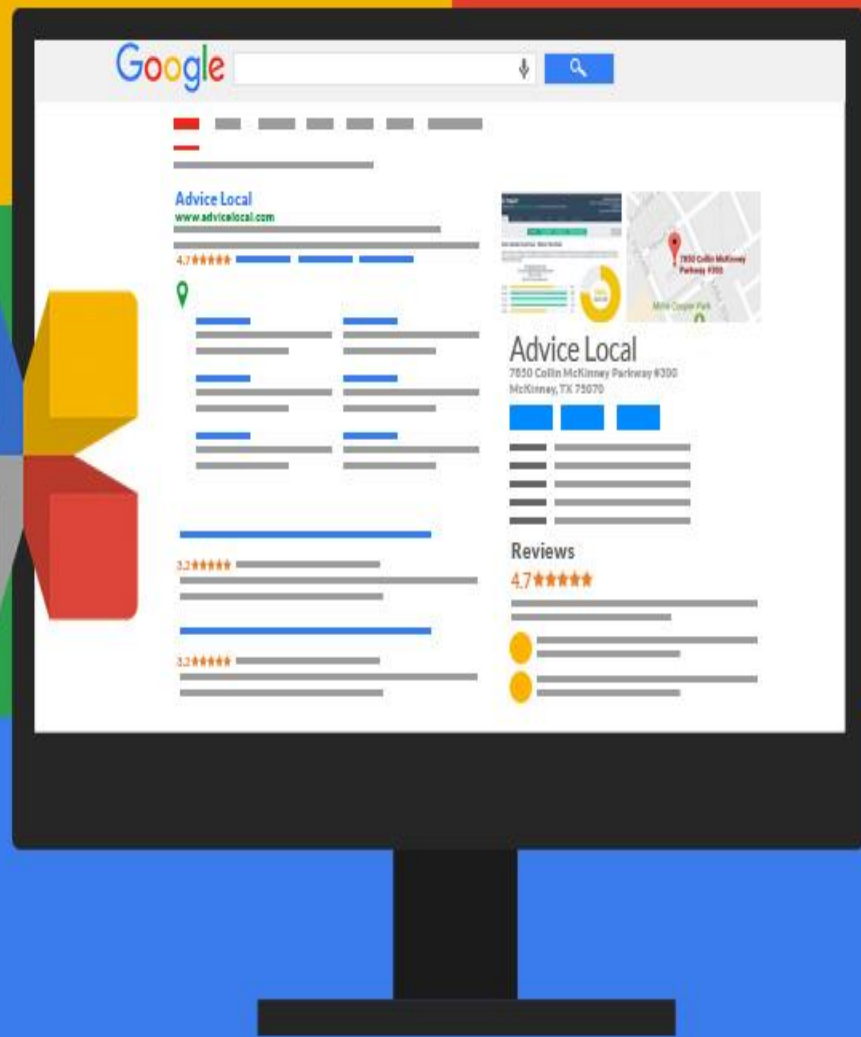 Google
Advice Local
www.advicelocal.com
4.7
3.2
3.2
7850 Collin McKinney
Parkway #300
Advice Local
7850 Collin McKinney Parkway #300
McKinney, TX 75070
Reviews
4.7